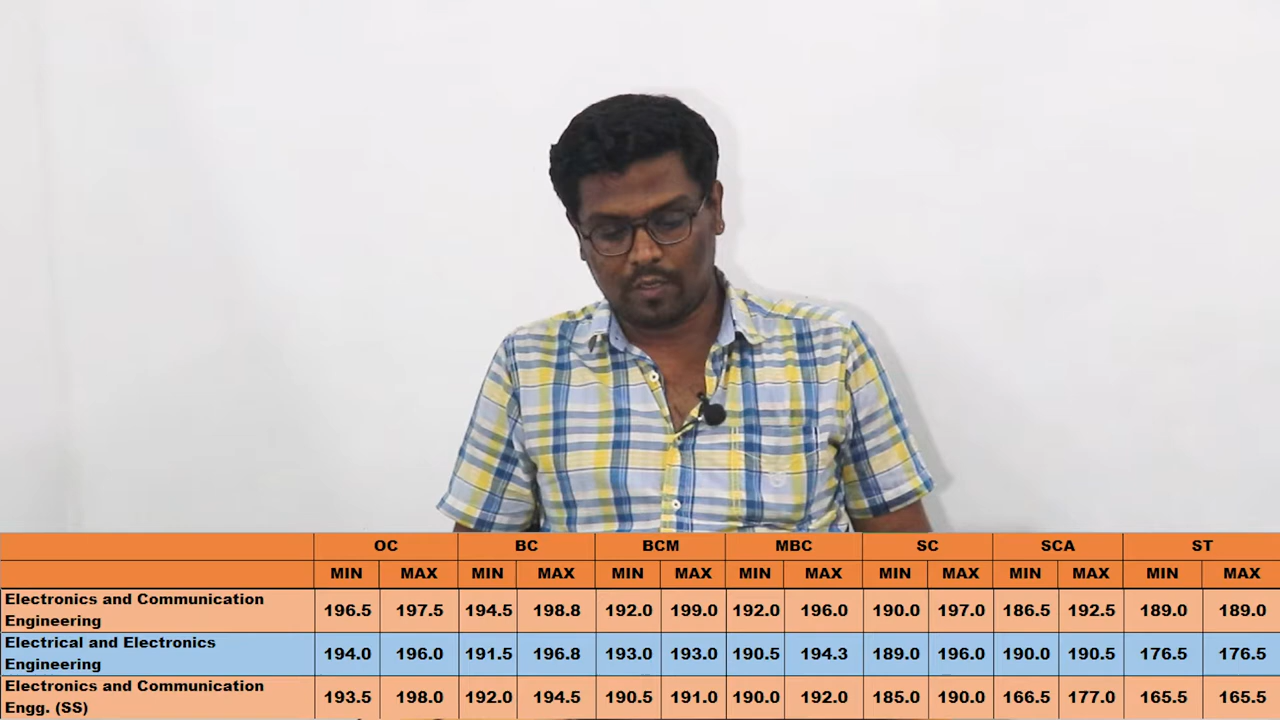 OC BC BCM MBC SC SCA ST
MIN MAX MIN MAX MIN MAX MIN MAX MIN MAX MIN MAX MIN MAX
Electronics and Communication
Engineering 196.5 197.5 194.5 198.8 192.0 199.0 192.0 196.0 190.0 197.0 186.5 192.5 189.0 189.0
Electrical and Electronics
Engineering 194.0 196.0 191.5 196.8 193.0 193.0 190.5 194.3 189.0 196.0 190.0 190.5 176.5 176.5
Electronics and Communication
Engg. (SS) 193.5 198.0 192.0 194.5 190.5 191.0 190.0 192.0 185.0 190.0 166.5 177.0 165.5 165.5